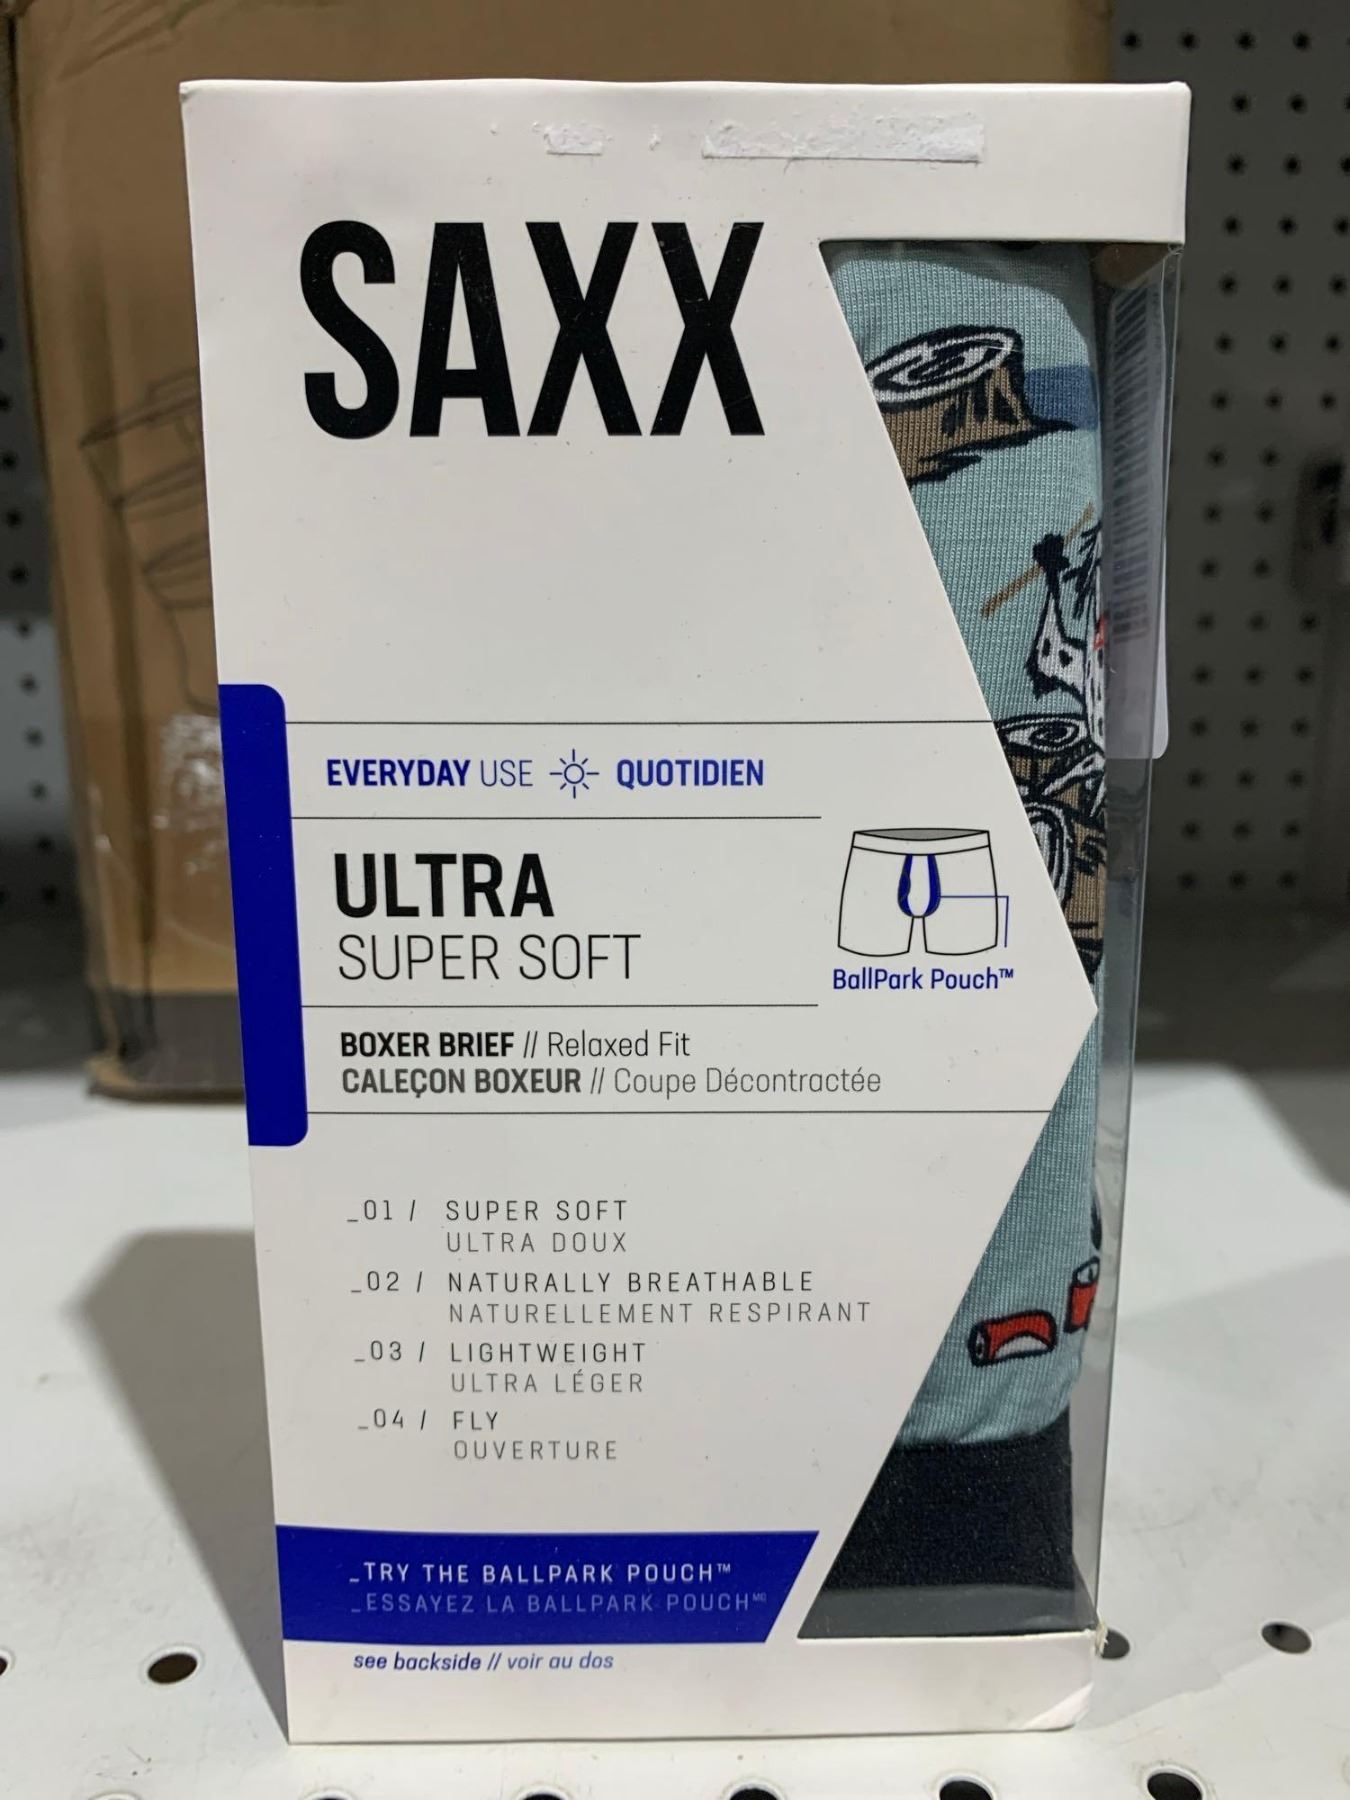 SAXX
EVERYDAY USE QUOTIDIEN
ULTRA
SUPER SOFT
BallPark Pouch™
BOXER BRIEF // Relaxed Fit
CALEÇON BOXEUR // Coupe Décontractée
_01 / SUPER SOFT
ULTRA DOUX
_02 / NATURALLY BREATHABLE
NATURELLEMENT RESPIRANT
_03 / LIGHTWEIGHT
ULTRA LÉGER
_04 / FLY
OUVERTURE
_TRY THE BALLPARK POUCH™
_ESSAYEZ LA BALLPARK POUCHᴹᴰ
see backside // voir au dos